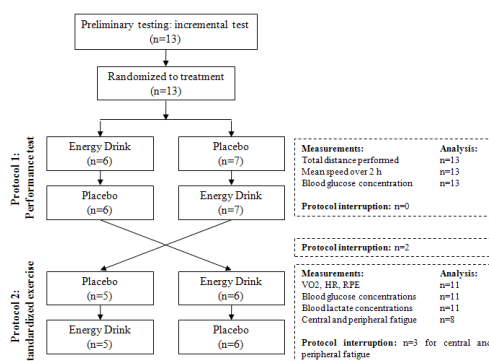 Preliminary testing: incremental test
(n=13)
Randomized to treatment
(n=13)
Protocol 1:
Performance test
Energy Drink
(n=6)
Placebo
(n=7)
Placebo
(n=6)
Energy Drink
(n=7)
Measurements: Analysis:
Total distance performed n=13
Mean speed over 2 h n=13
Blood glucose concentration n=13
Protocol interruption: n=0
Protocol interruption: n=2
Protocol 2:
standardized exercise
Placebo
(n=5)
Energy Drink
(n=6)
Energy Drink
(n=5)
Placebo
(n=6)
Measurements: Analysis:
VO2, HR, RPE n=11
Blood glucose concentrations n=11
Blood lactate concentrations n=11
Central and peripheral fatigue n=8
Protocol interruption: n=3 for central and
peripheral fatigue